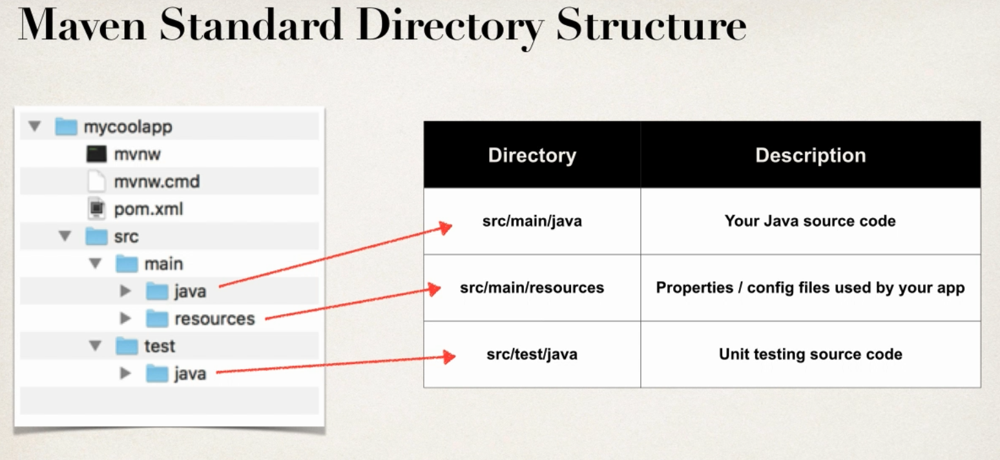 Maven Standard Directory Structure
mycoolapp
mvnw
mvnw.cmd
pom.xml
src
main
java
resources
test
java
Directory Description
src/main/java Your Java source code
src/main/resources Properties / config files used by your app
src/test/java Unit testing source code